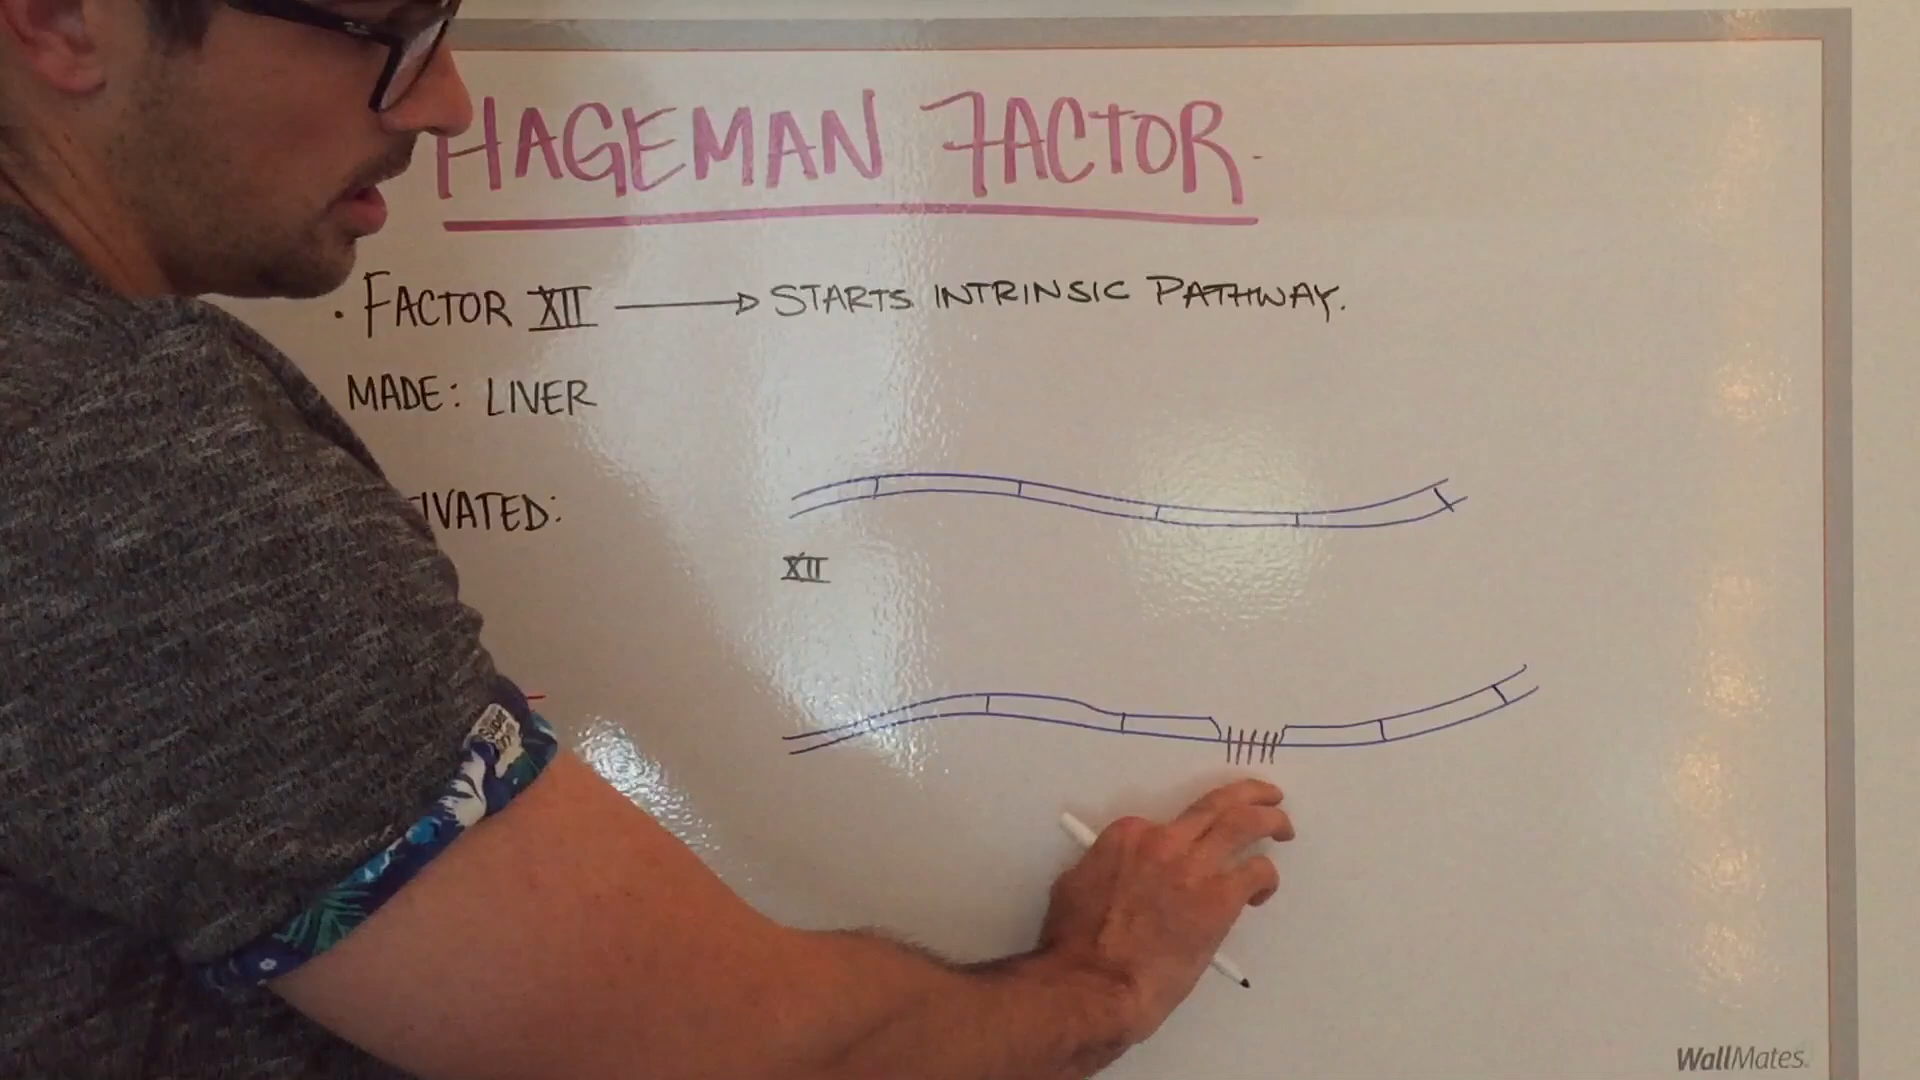 HAGEMAN FACTOR.
· FACTOR XII → STARTS INTRINSIC PATHWAY.
MADE: LIVER
IVATED:
XII
WallMates.